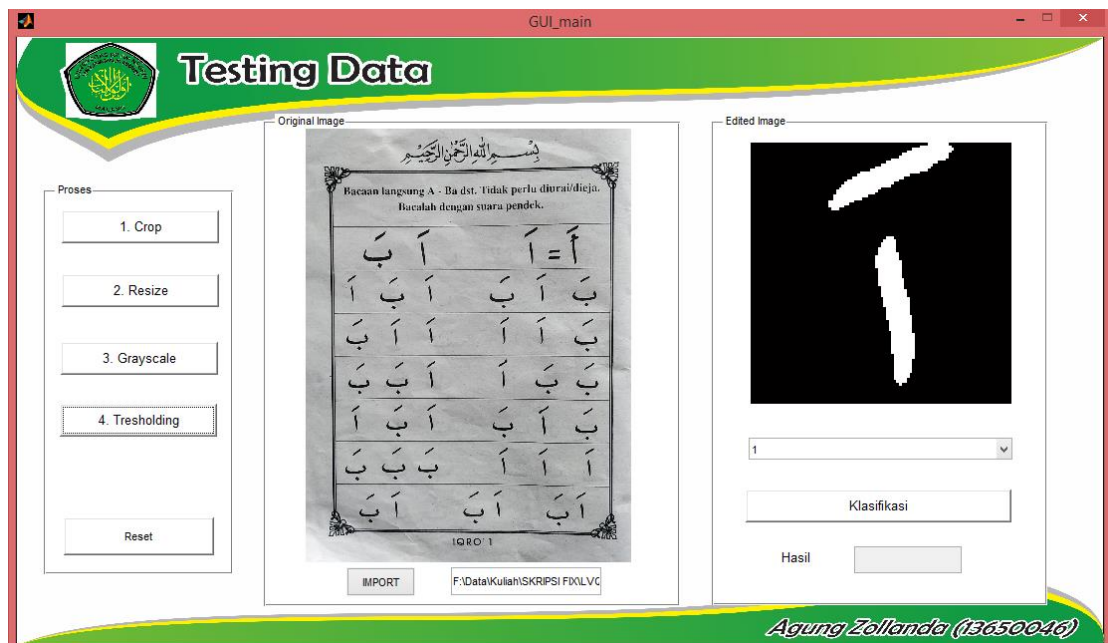 GUI_main
Testing Data
Proses
1. Crop
2. Resize
3. Grayscale
4. Tresholding
Reset
Original Image
بِسْمِ اللهِ الرَّحْمٰنِ الرَّحِيْمِ
Bacaan langsung A - Ba dst. Tidak perlu diurai/dieja.
Bacalah dengan suara pendek.
أَ = اَ اَ بَ
بَ اَ بَ اَ بَ اَ
بَ اَ اَ اَ اَ بَ
بَ بَ اَ اَ بَ بَ
بَ اَ بَ اَ بَ اَ
اَ اَ اَ بَ بَ بَ
اَ بَ اَ بَ اَ بَ
IQRO' 1
IMPORT
F:\Data\Kuliah\SKRIPSI FIX\LVQ
Edited Image
اَ
1
Klasifikasi
Hasil
Agung Zollanda (13650046)